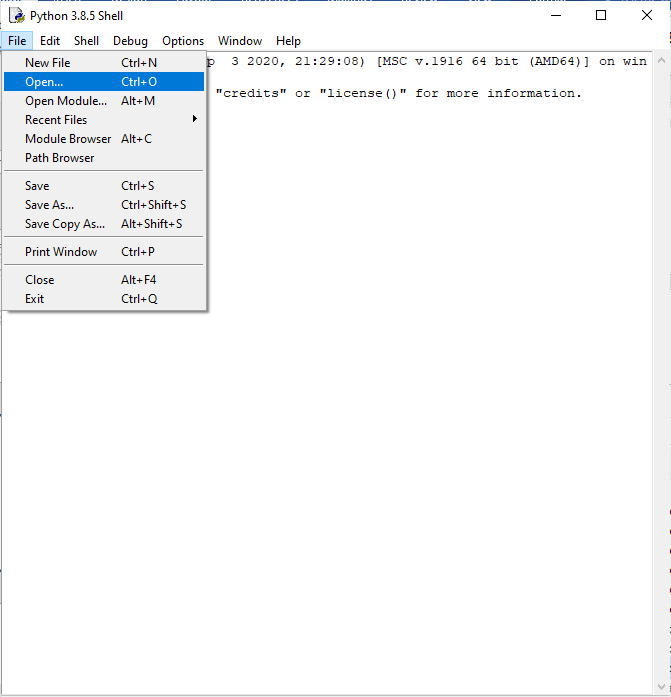 Python 3.8.5 Shell
File Edit Shell Debug Options Window Help
p 3 2020, 21:29:08) [MSC v.1916 64 bit (AMD64)] on win
"credits" or "license()" for more information.
New File Ctrl+N
Open... Ctrl+O
Open Module... Alt+M
Recent Files
Module Browser Alt+C
Path Browser
Save Ctrl+S
Save As... Ctrl+Shift+S
Save Copy As... Alt+Shift+S
Print Window Ctrl+P
Close Alt+F4
Exit Ctrl+Q